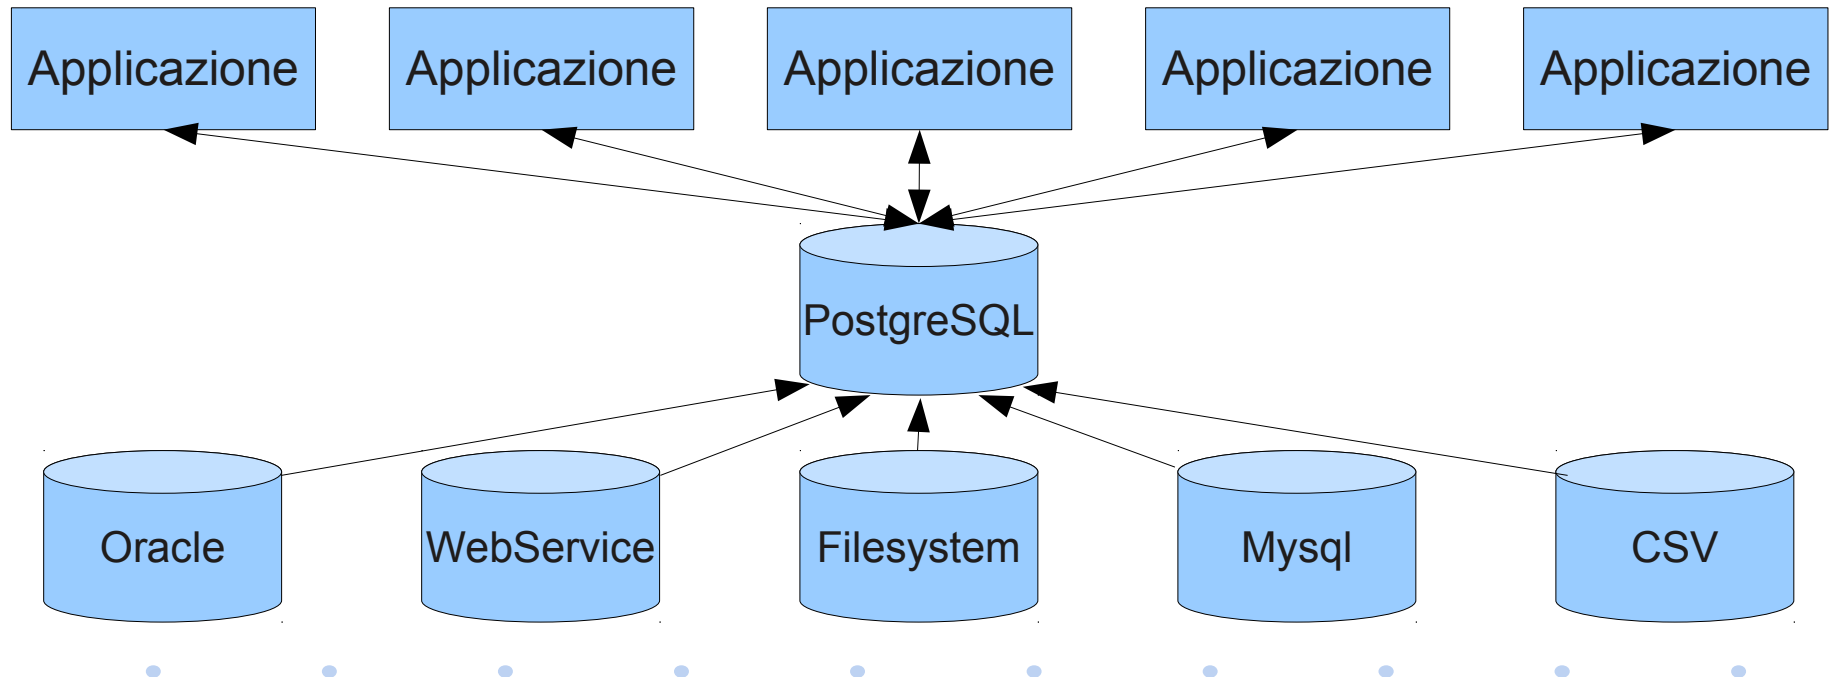 Applicazione
Applicazione
Applicazione
Applicazione
Applicazione
PostgreSQL
Oracle
WebService
Filesystem
Mysql
CSV